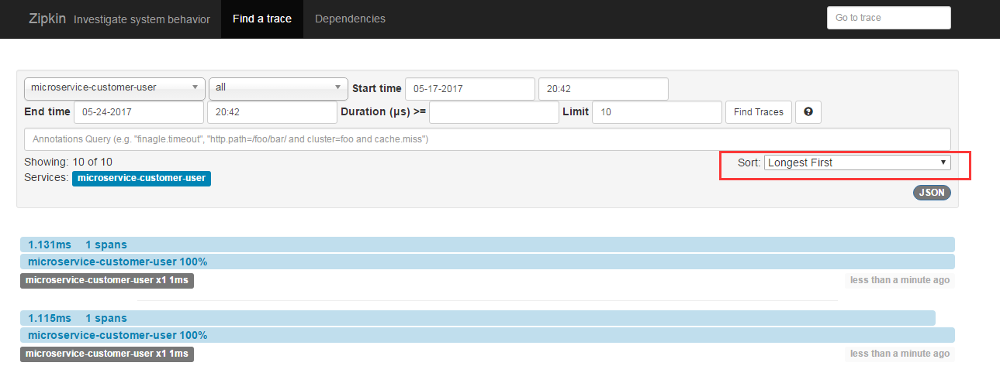 Zipkin Investigate system behavior Find a trace Dependencies Go to trace
microservice-customer-user all Start time 05-17-2017 20:42
End time 05-24-2017 20:42 Duration (μs) >= Limit 10 Find Traces ?
Annotations Query (e.g. "finagle.timeout", "http.path=/foo/bar/ and cluster=foo and cache.miss")
Showing: 10 of 10 Sort: Longest First
Services: microservice-customer-user
JSON
1.131ms 1 spans
microservice-customer-user 100%
microservice-customer-user x1 1ms less than a minute ago
1.115ms 1 spans
microservice-customer-user 100%
microservice-customer-user x1 1ms less than a minute ago